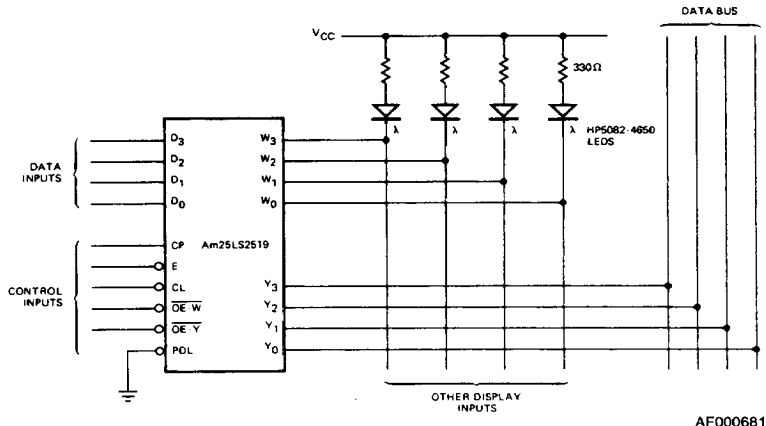 DATA BUS
VCC
330Ω
λ λ λ λ
HP5082-4650
LEDS
DATA
INPUTS
D3
D2
D1
D0
W3
W2
W1
W0
CONTROL
INPUTS
CP
E
CL
OE-W
OE-Y
POL
Am25LS2519
Y3
Y2
Y1
Y0
OTHER DISPLAY
INPUTS
AF000681